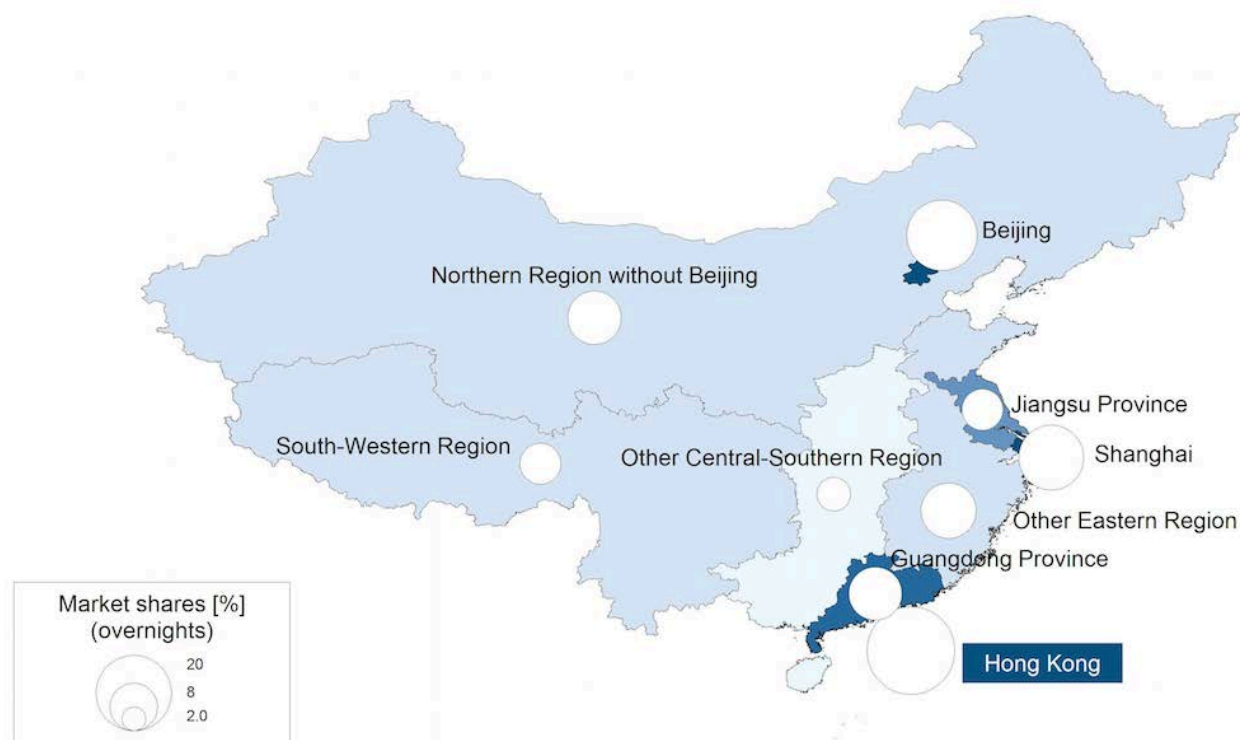 Beijing
Northern Region without Beijing
Jiangsu Province
South-Western Region
Other Central-Southern Region
Shanghai
Other Eastern Region
Guangdong Province
Hong Kong
Market shares [%]
(overnights)
20
8
2.0